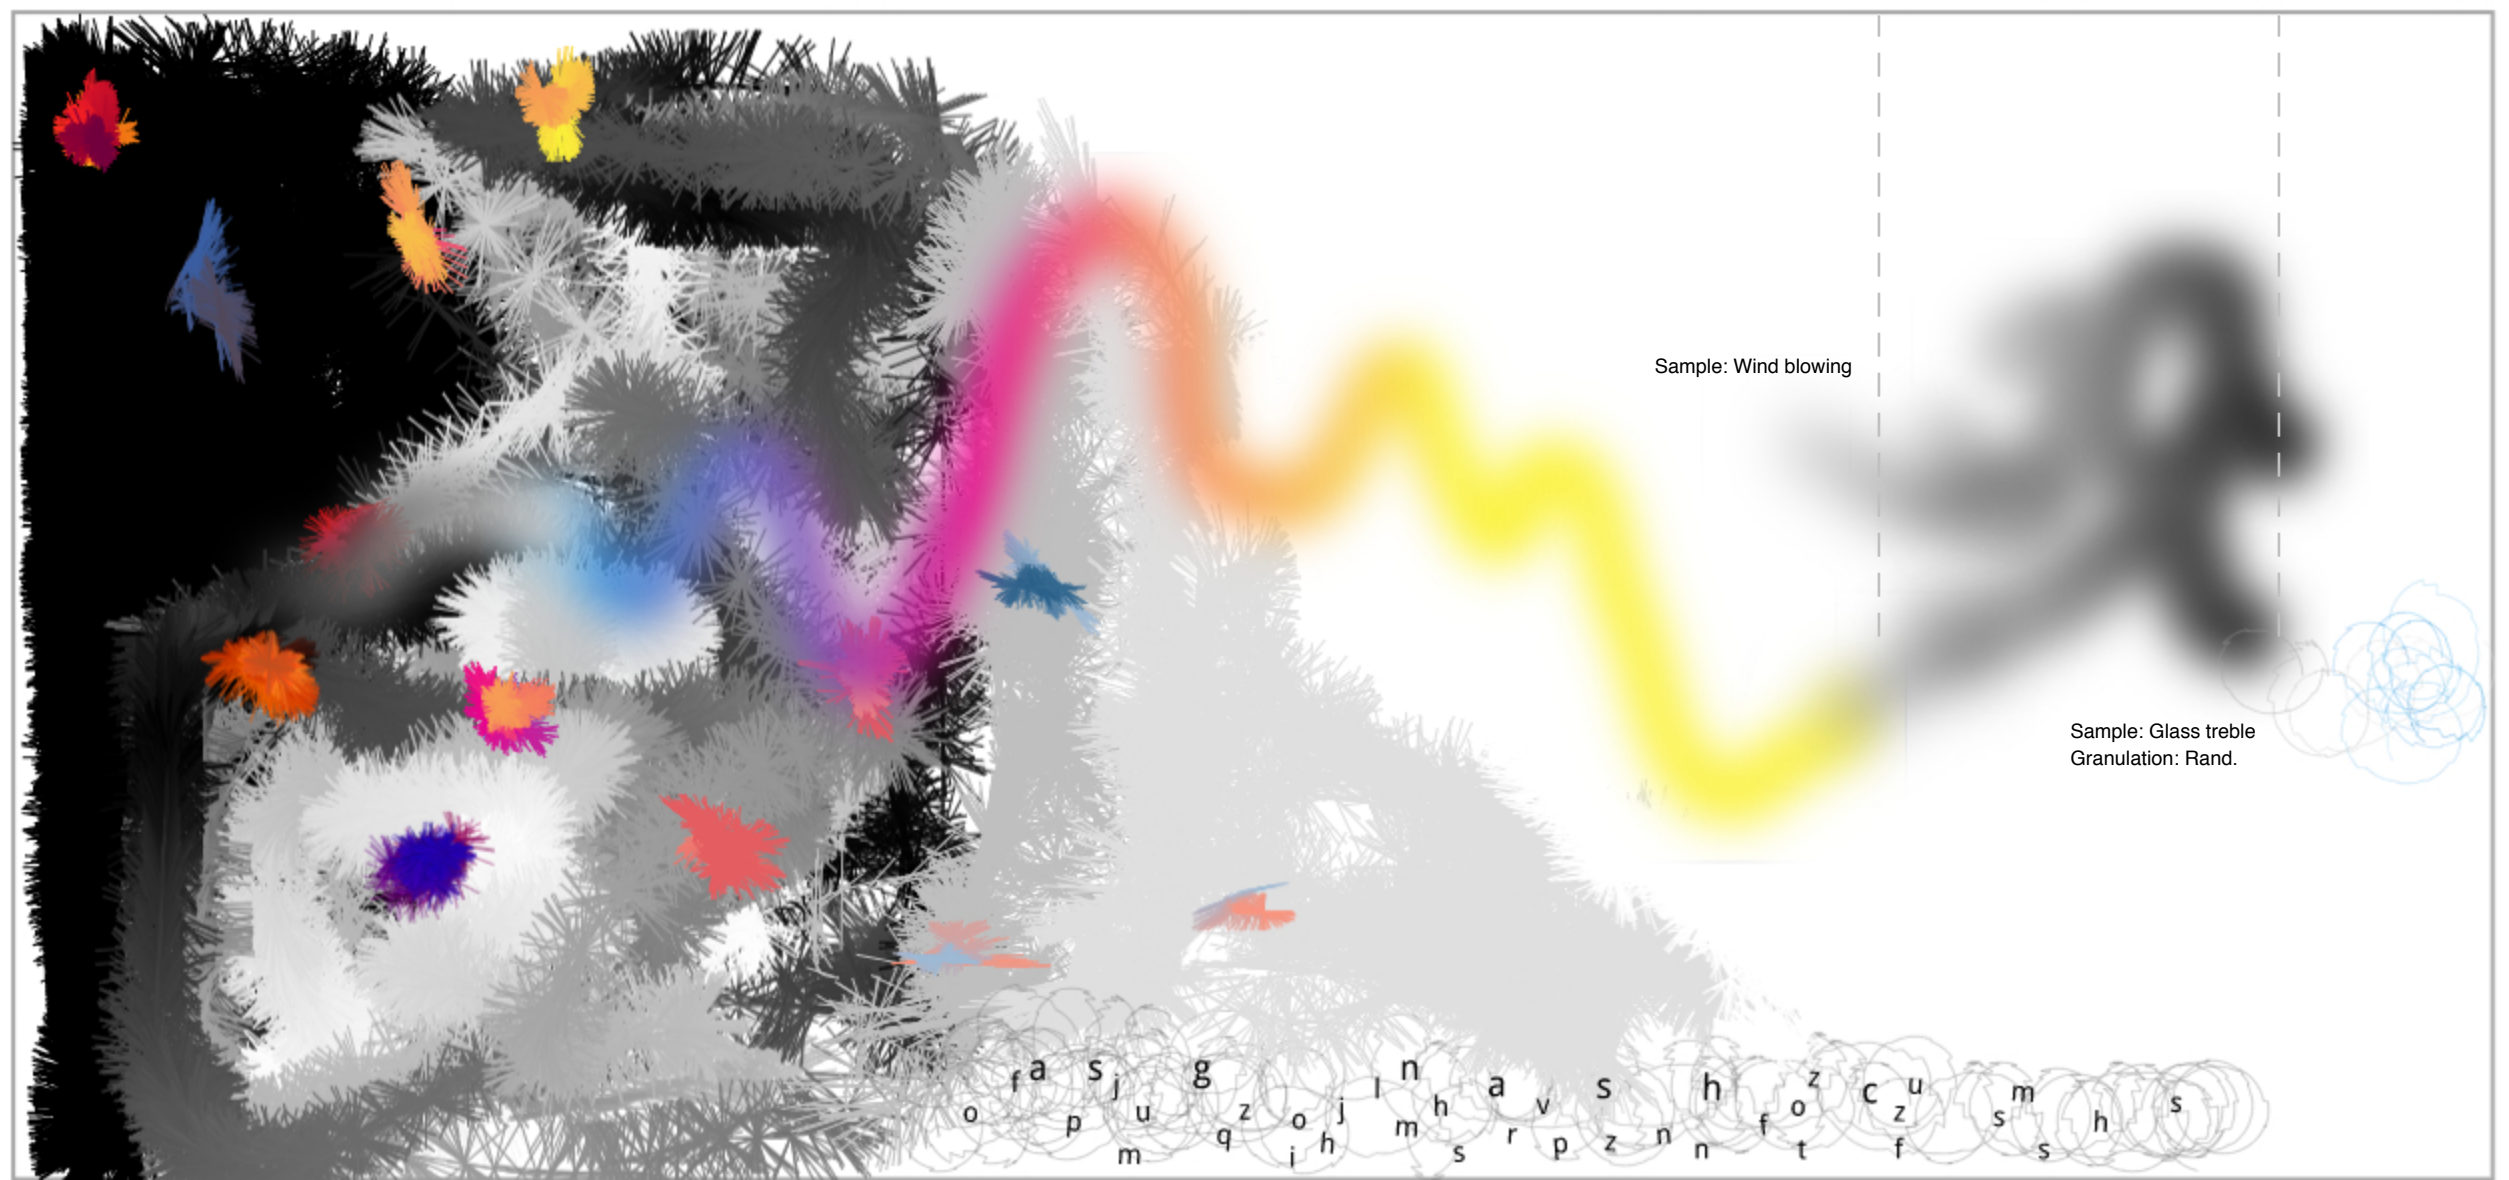 Sample: Wind blowing
Sample: Glass treble
Granulation: Rand.
f a s j g l n a v s h z c u m s
o p u z o j h r f o z s h
m q i h m s p z n n t f s